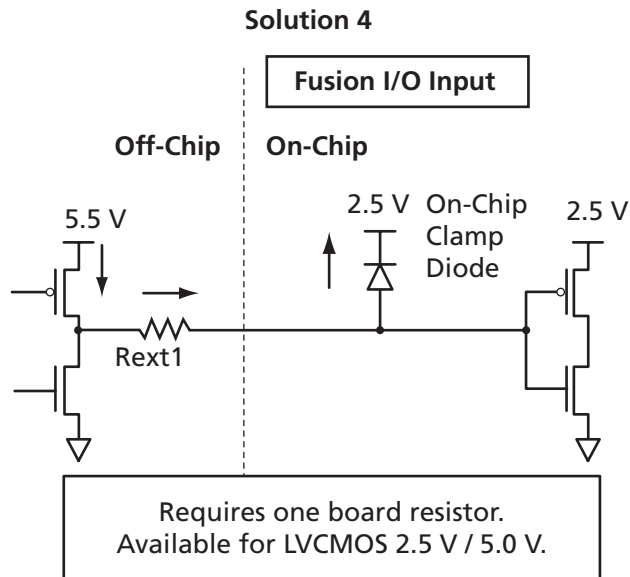 Solution 4
Fusion I/O Input
Off-Chip
On-Chip
5.5 V
2.5 V
On-Chip
Clamp
Diode
2.5 V
Rext1
Requires one board resistor.
Available for LVCMOS 2.5 V / 5.0 V.